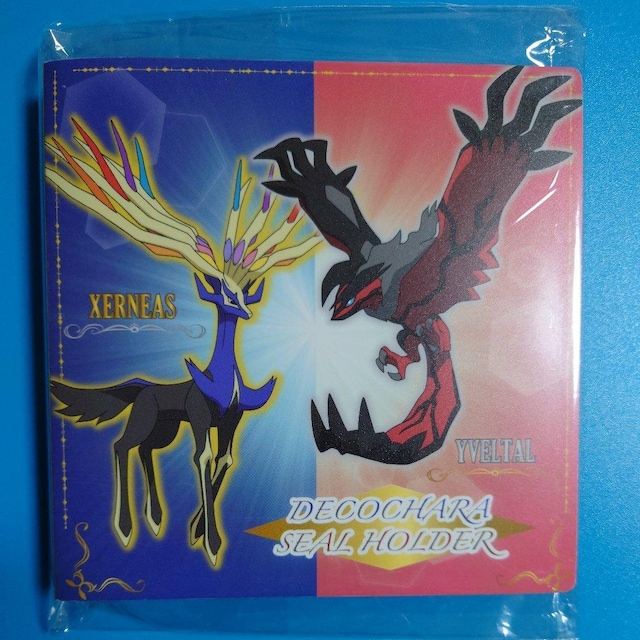 XERNEAS
YVELTAL
DECOCHARA
SEAL HOLDER